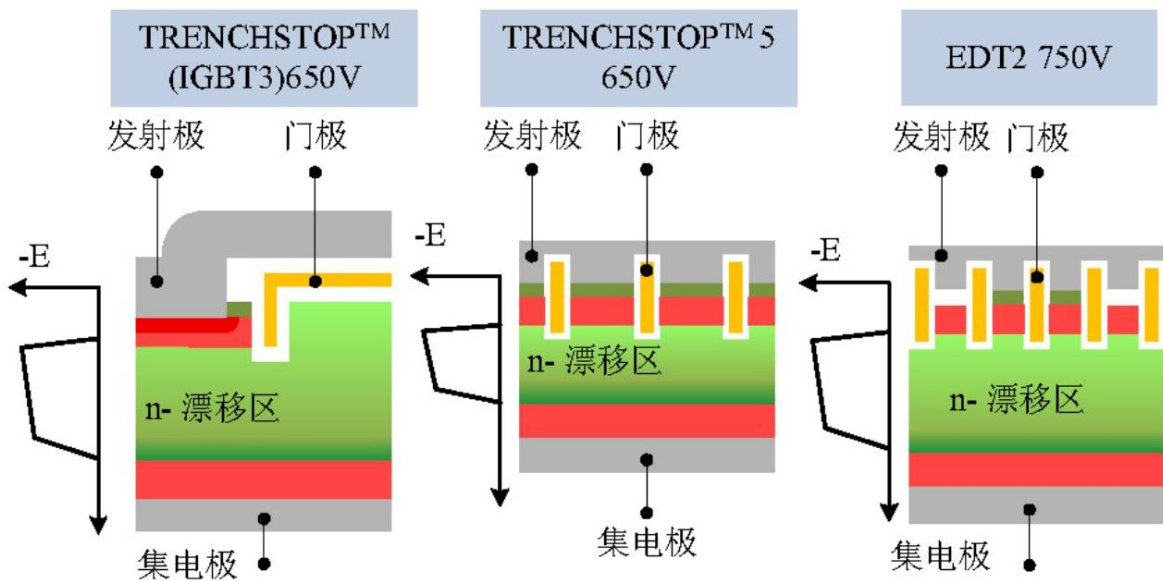 TRENCHSTOP™
(IGBT3)650V
发射极
门极
-E
n- 漂移区
集电极
TRENCHSTOP™ 5
650V
发射极
门极
-E
n- 漂移区
集电极
EDT2 750V
发射极
门极
-E
n- 漂移区
集电极